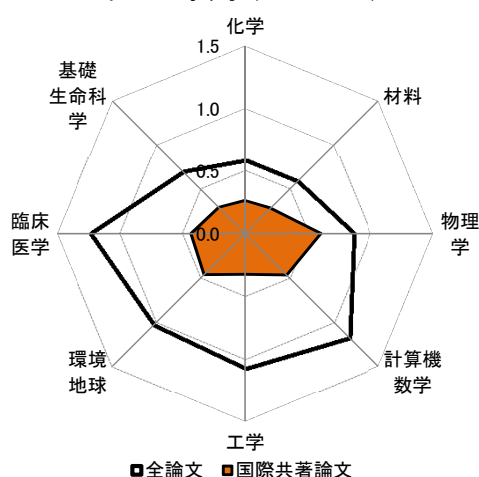 化学
1.5
基礎
生命科
学
材料
1.0
0.5
臨床
医学
0.0
物理
学
環境
地球
計算機
数学
工学
全論文 国際共著論文